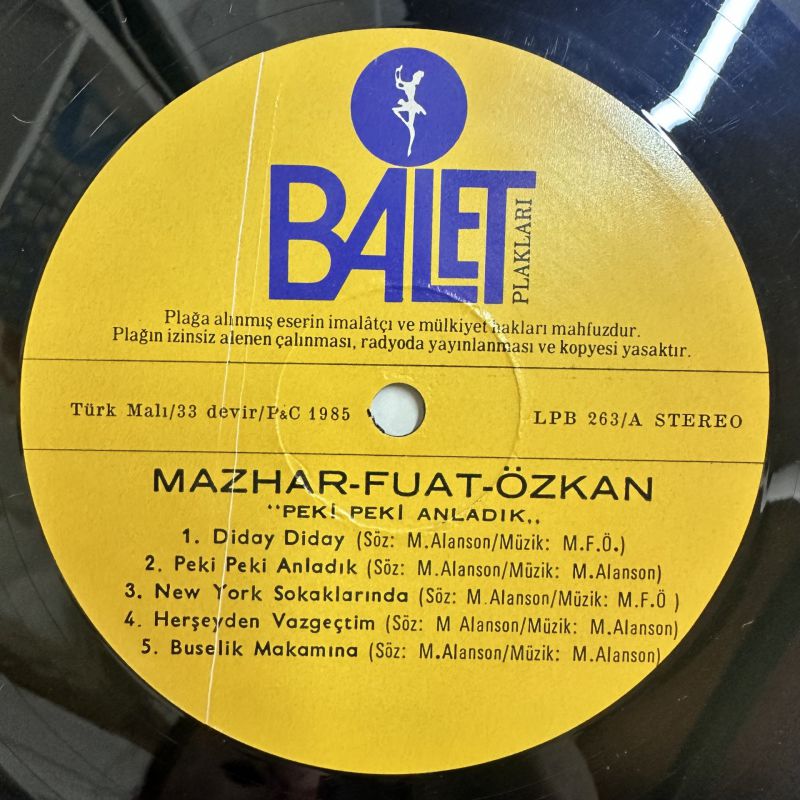 BALET
PLAKLARI
Plağa alınmış eserin imalâtçı ve mülkiyet hakları mahfuzdur.
Plağın izinsiz alenen çalınması, radyoda yayınlanması ve kopyesi yasaktır.
Türk Malı/33 devir/P&C 1985
LPB 263/A STEREO
MAZHAR-FUAT-ÖZKAN
"PEKİ PEKİ ANLADIK,,
1. Diday Diday (Söz: M.Alanson/Müzik: M.F.Ö.)
2. Peki Peki Anladık (Söz: M.Alanson/Müzik: M.Alanson)
3. New York Sokaklarında (Söz: M.Alanson/Müzik: M.F.Ö )
4. Herşeyden Vazgeçtim (Söz: M Alanson/Müzik: M.Alanson)
5. Buselik Makamına (Söz: M.Alanson/Müzik: M.Alanson)